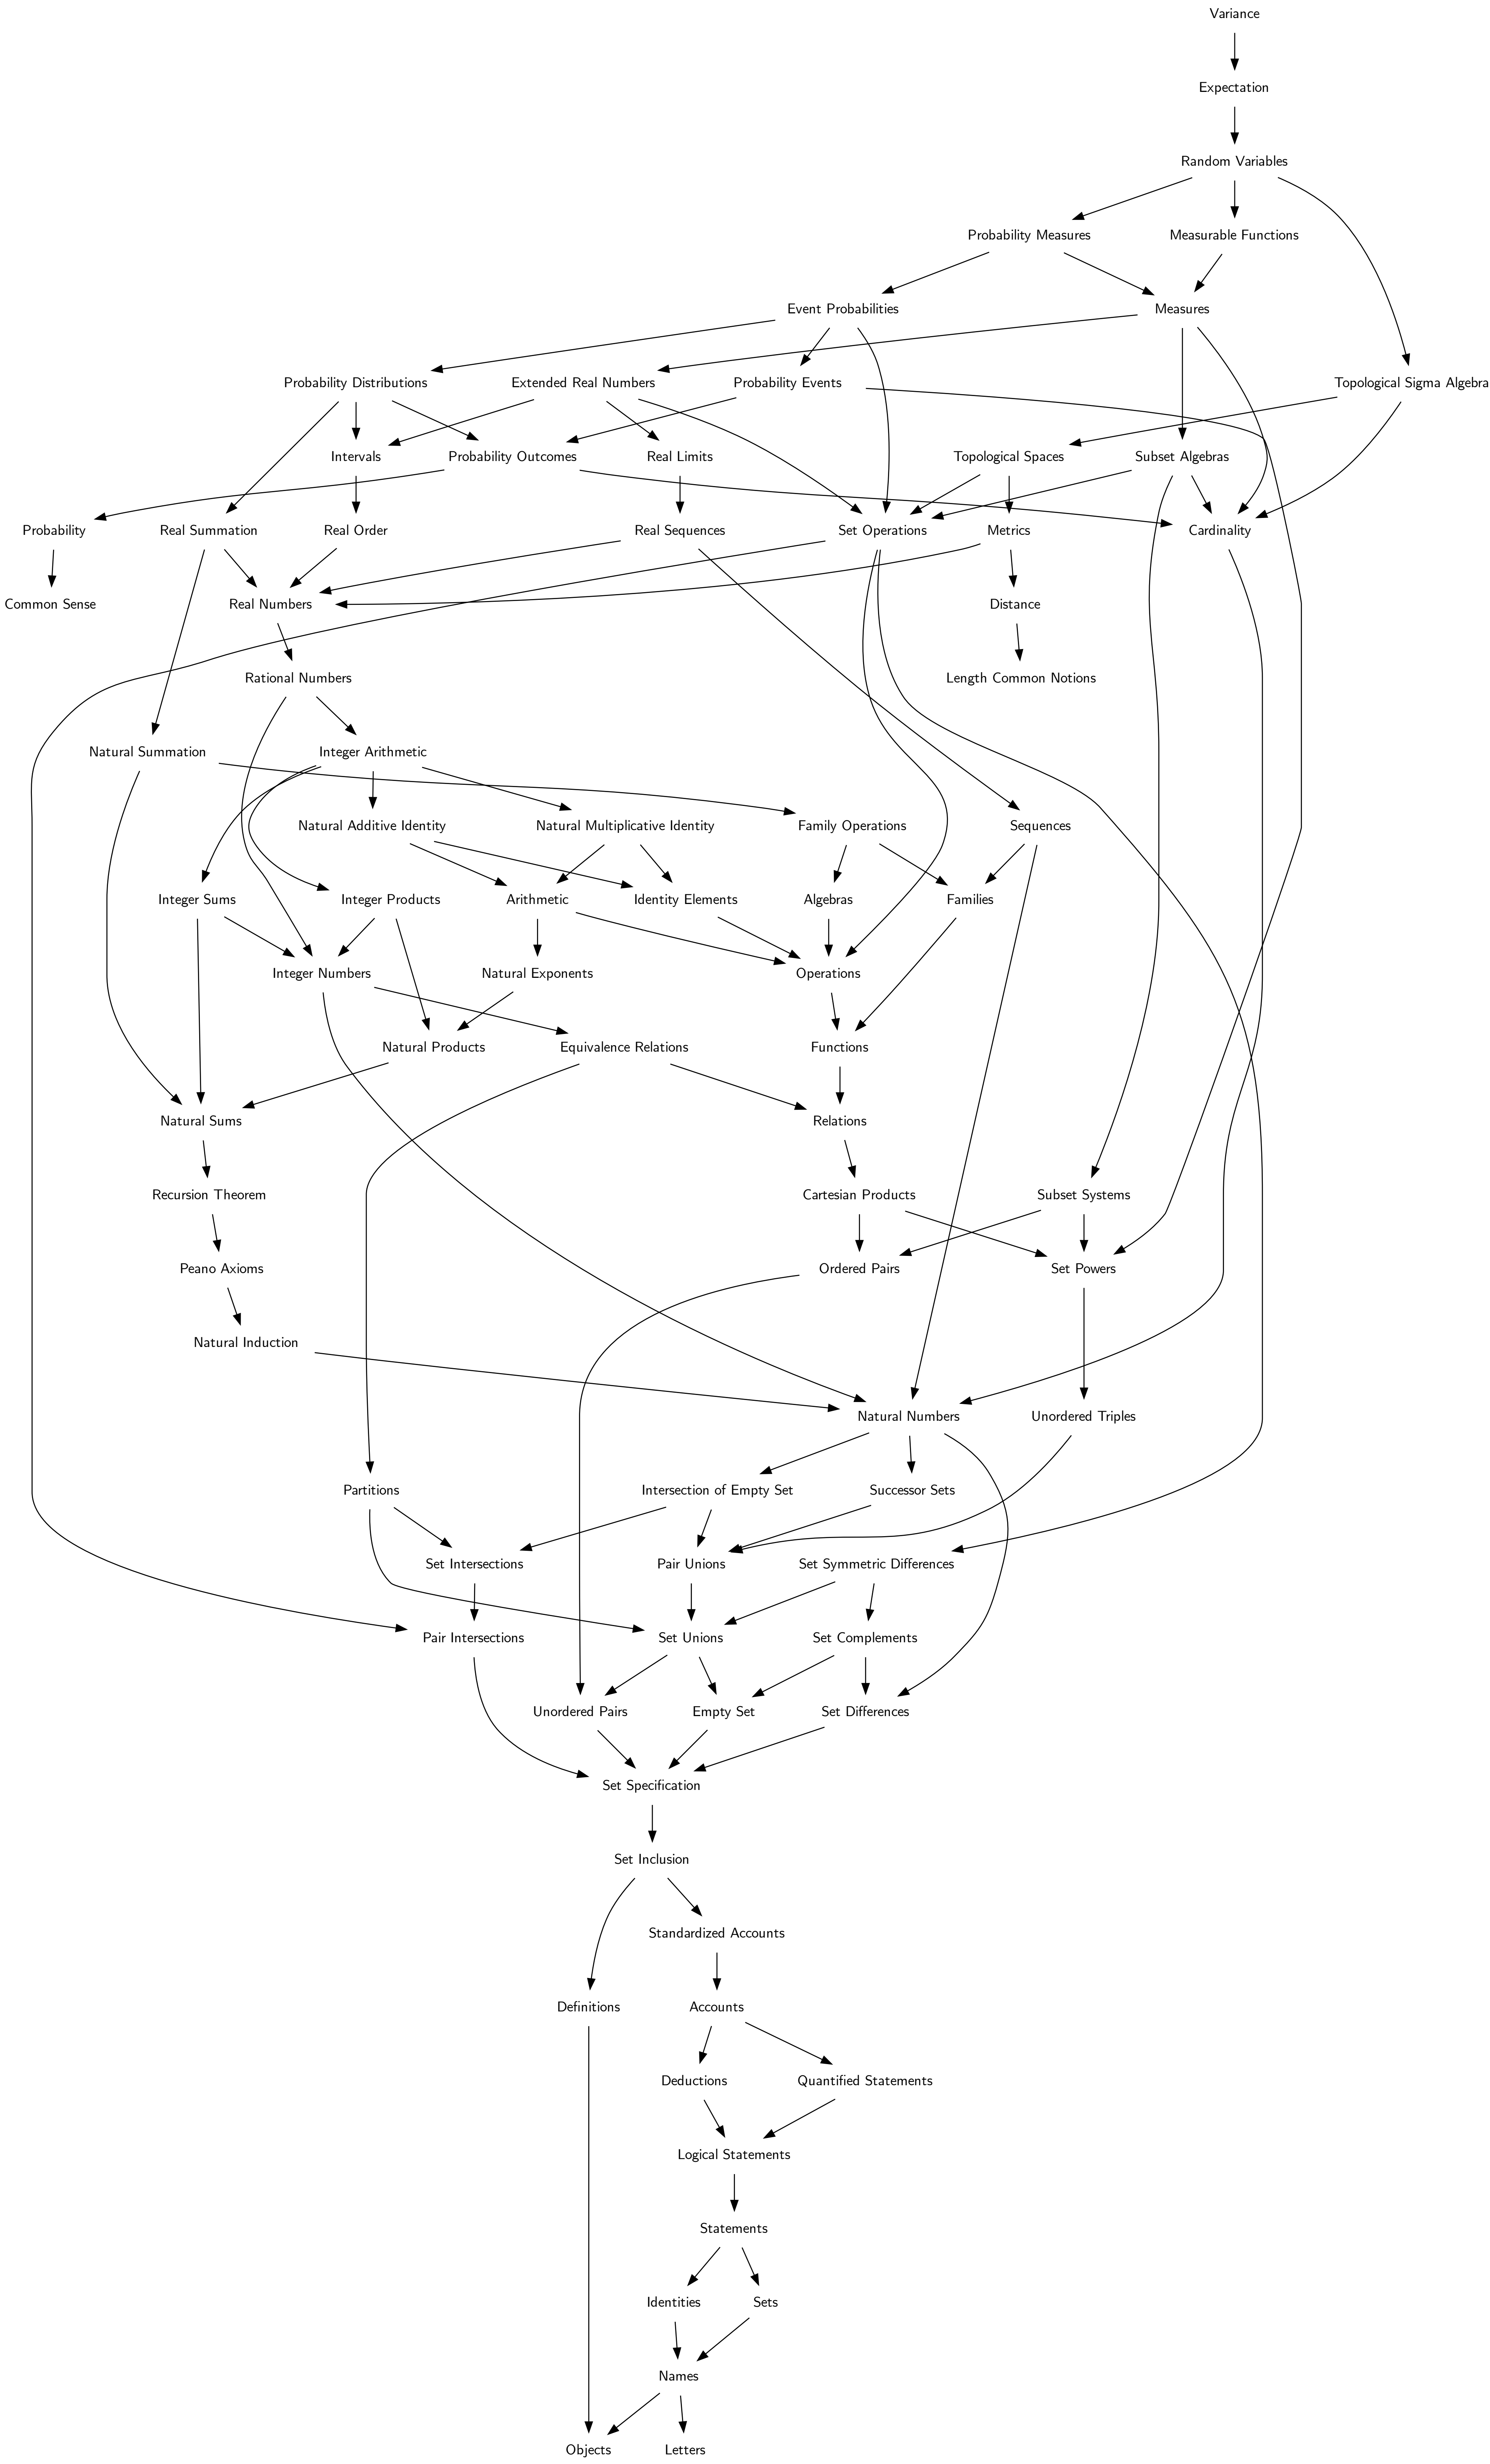 Variance
Expectation
Random Variables
Probability Measures
Measurable Functions
Event Probabilities
Measures
Probability Distributions
Extended Real Numbers
Probability Events
Topological Sigma Algebra
Intervals
Probability Outcomes
Real Limits
Topological Spaces
Subset Algebras
Probability
Real Summation
Real Order
Real Sequences
Set Operations
Metrics
Cardinality
Common Sense
Real Numbers
Distance
Rational Numbers
Length Common Notions
Natural Summation
Integer Arithmetic
Natural Additive Identity
Natural Multiplicative Identity
Family Operations
Sequences
Integer Sums
Integer Products
Arithmetic
Identity Elements
Algebras
Families
Integer Numbers
Natural Exponents
Operations
Natural Products
Equivalence Relations
Functions
Natural Sums
Relations
Recursion Theorem
Cartesian Products
Subset Systems
Peano Axioms
Ordered Pairs
Set Powers
Natural Induction
Natural Numbers
Unordered Triples
Partitions
Intersection of Empty Set
Successor Sets
Set Intersections
Pair Unions
Set Symmetric Differences
Pair Intersections
Set Unions
Set Complements
Unordered Pairs
Empty Set
Set Differences
Set Specification
Set Inclusion
Standardized Accounts
Definitions
Accounts
Deductions
Quantified Statements
Logical Statements
Statements
Identities
Sets
Names
Objects
Letters